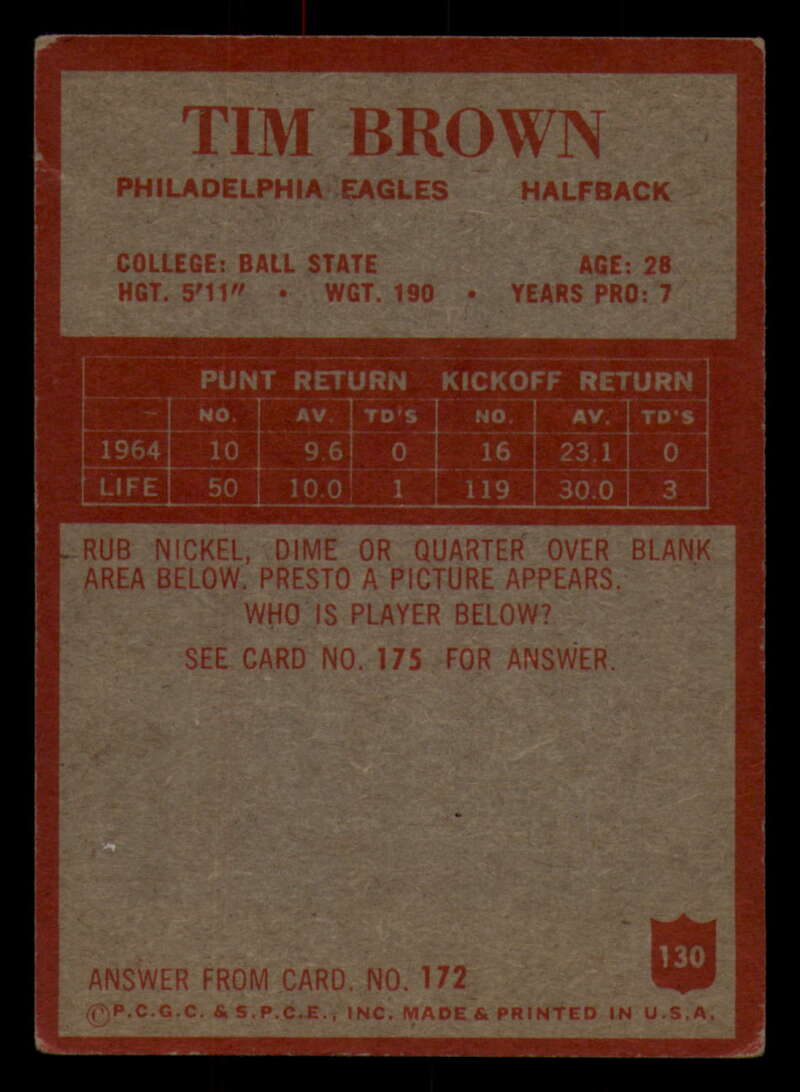 TIM BROWN
PHILADELPHIA EAGLES HALFBACK
COLLEGE: BALL STATE AGE: 28
HGT. 5'11" • WGT. 190 • YEARS PRO: 7
PUNT RETURN KICKOFF RETURN
NO. AV. TD'S NO. AV. TD'S
1964 10 9.6 0 16 23.1 0
LIFE 50 10.0 1 119 30.0 3
RUB NICKEL, DIME OR QUARTER OVER BLANK
AREA BELOW. PRESTO A PICTURE APPEARS.
WHO IS PLAYER BELOW?
SEE CARD NO. 175 FOR ANSWER.
130
ANSWER FROM CARD. NO. 172
©P.C.G.C. & S.P.C.E., INC. MADE & PRINTED IN U.S.A.